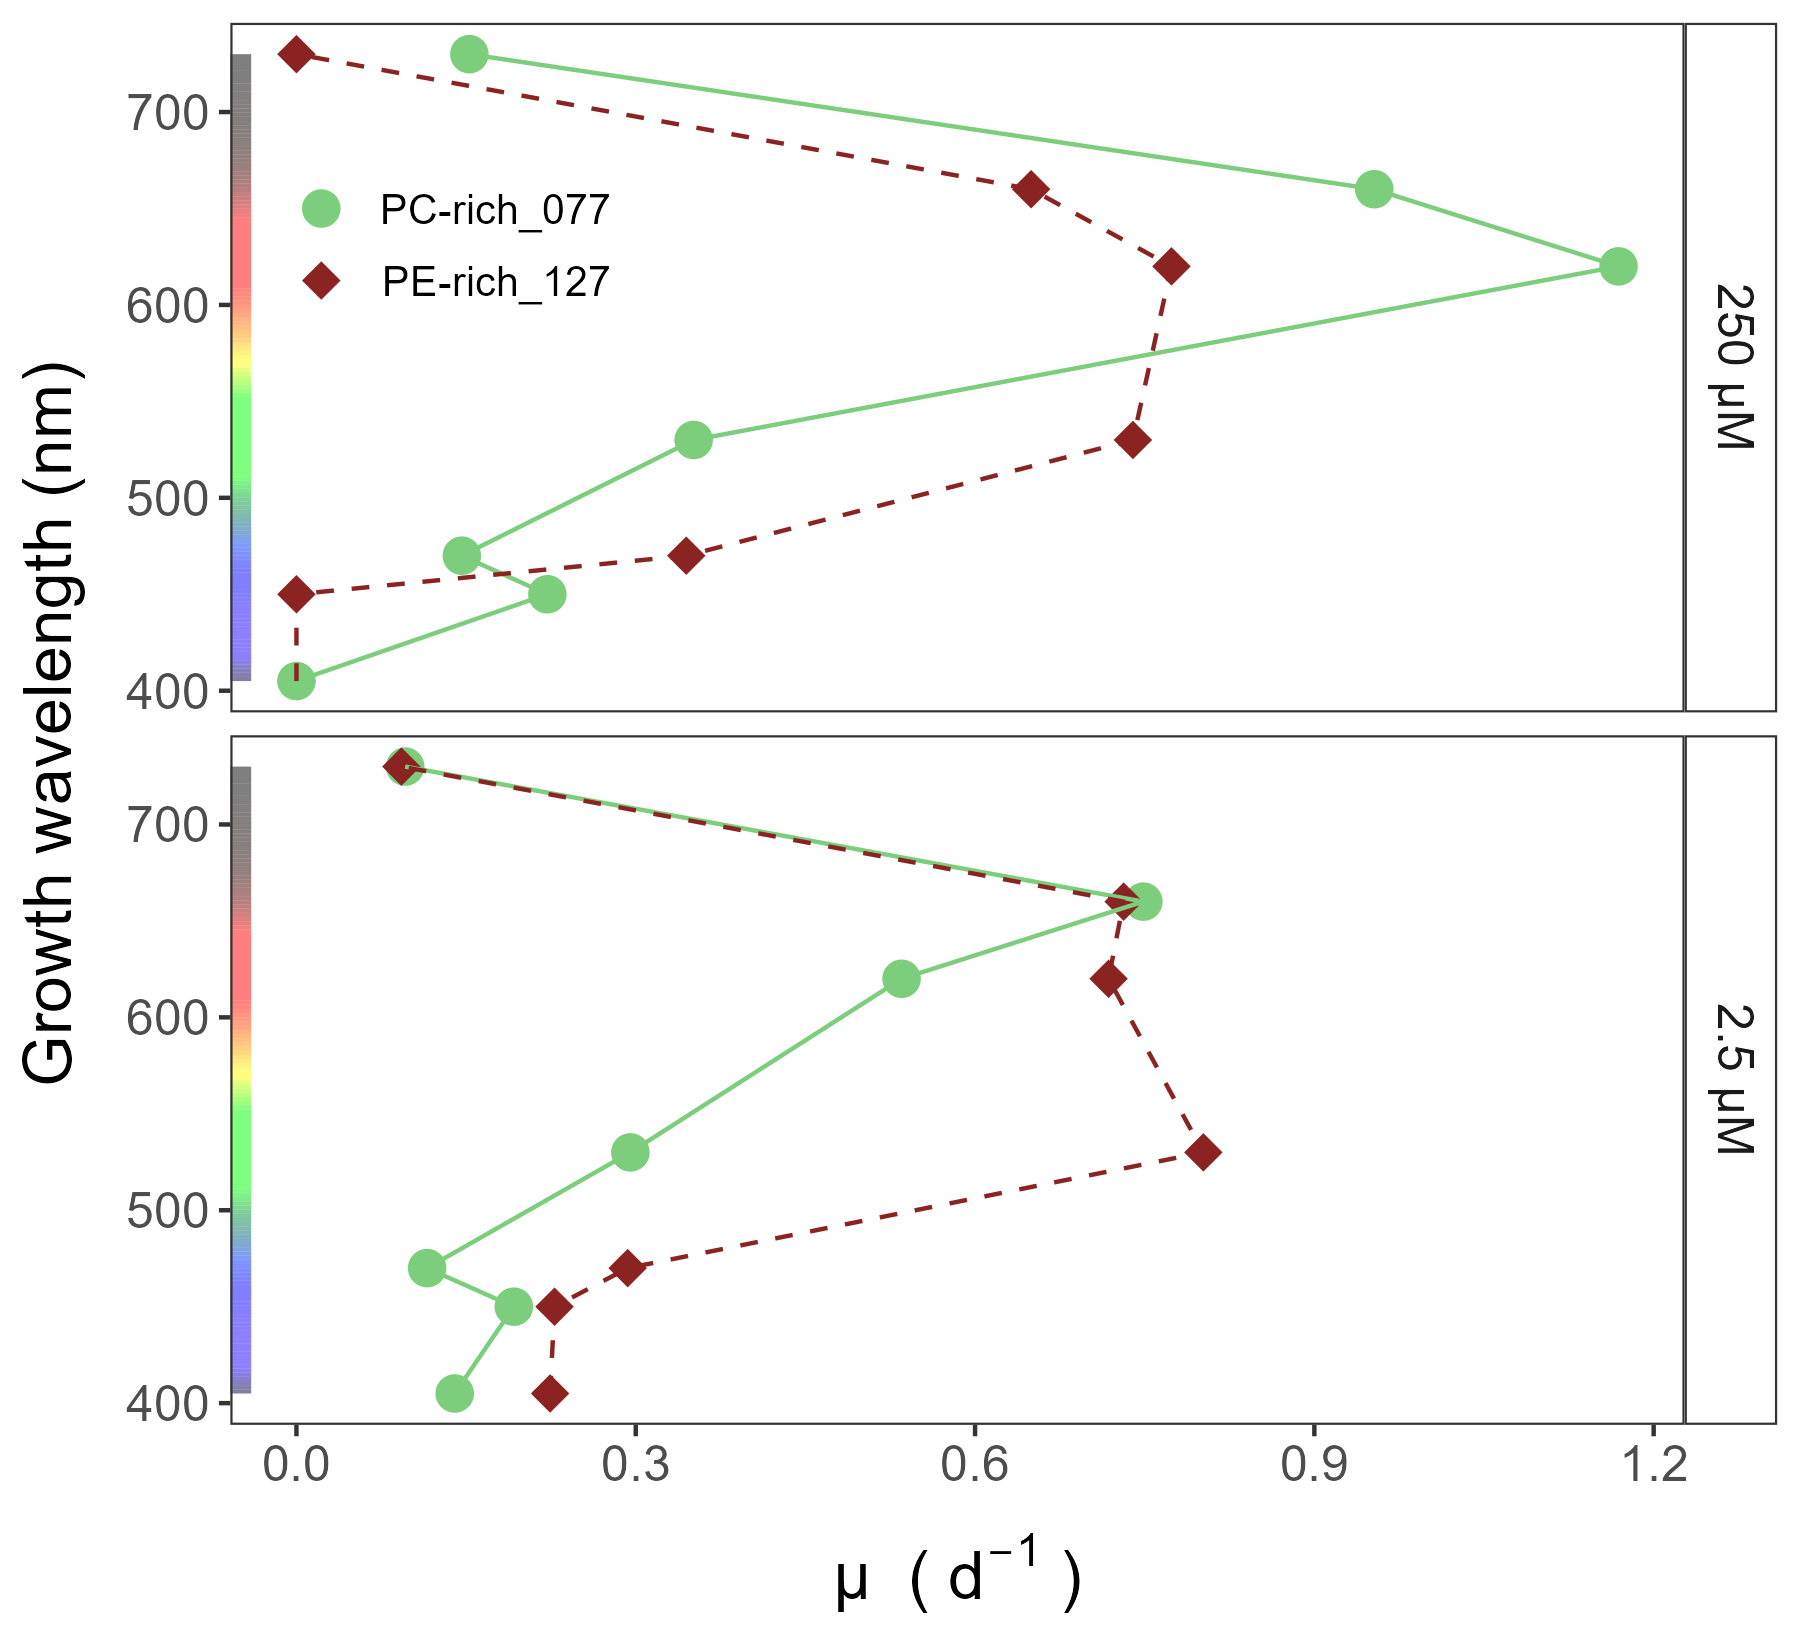 Growth wavelength (nm)
700
600
500
400
PC-rich_077
PE-rich_127
250 µM
700
600
500
400
2.5 µM
0.0 0.3 0.6 0.9 1.2
µ ( d⁻¹ )